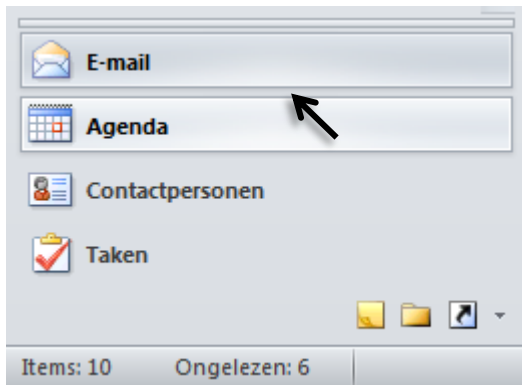 E-mail
Agenda
Contactpersonen
Taken
Items: 10 Ongelezen: 6